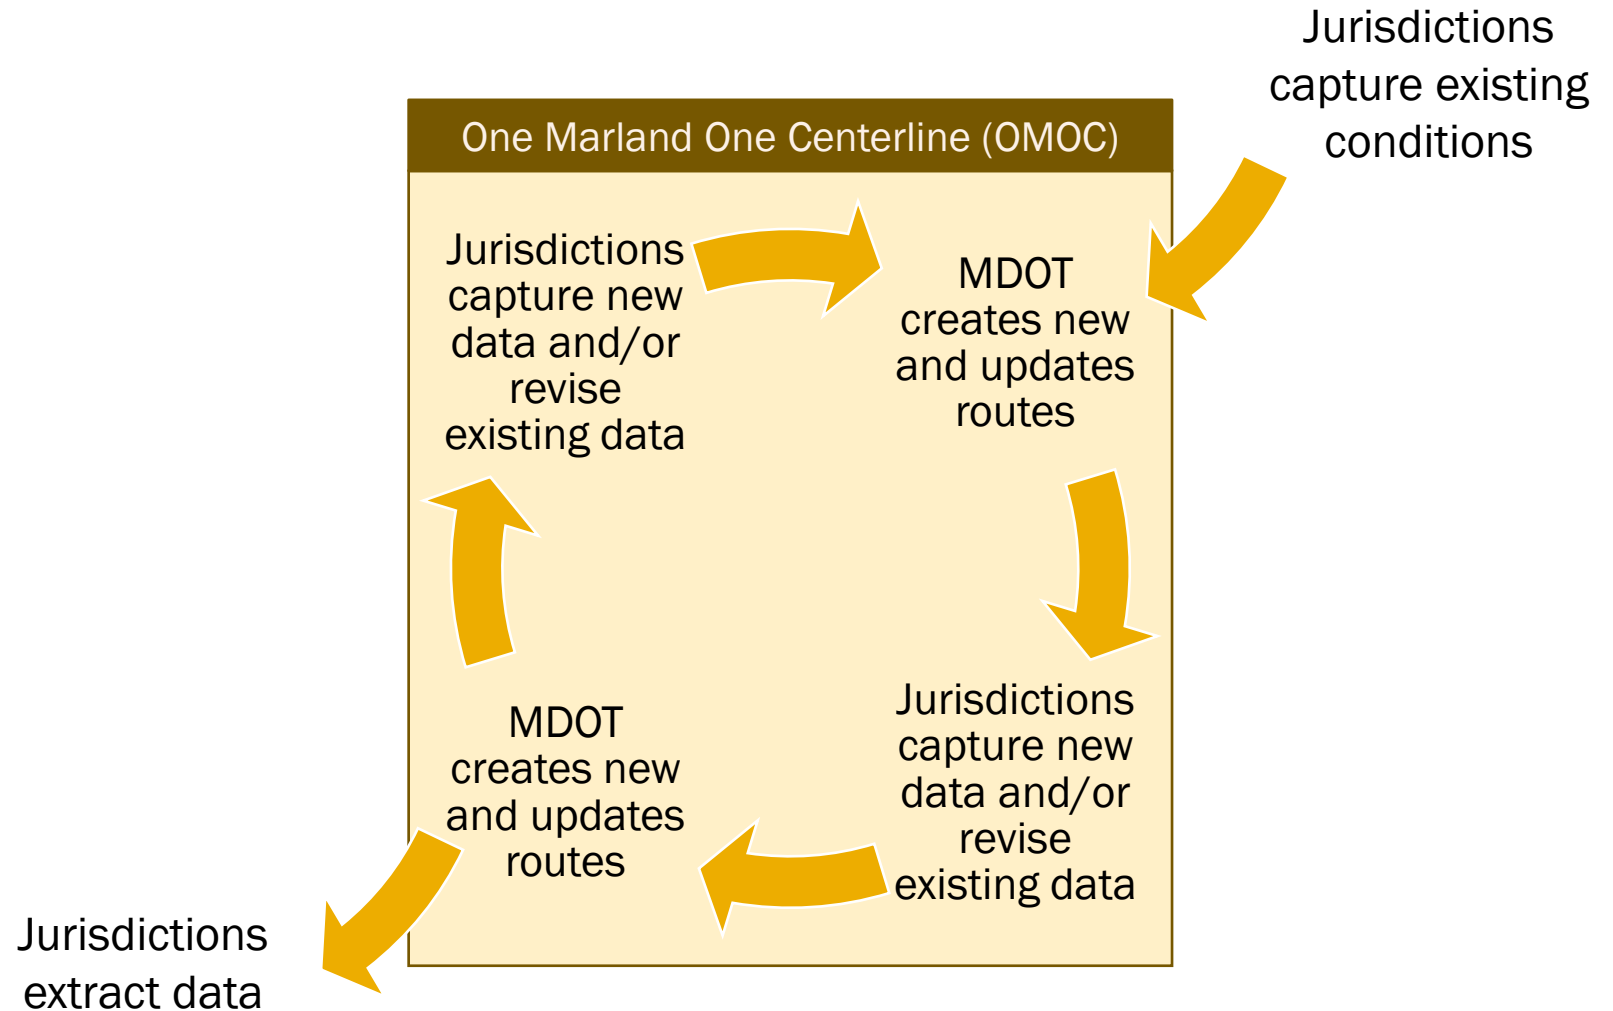 Jurisdictions
capture existing
conditions
One Marland One Centerline (OMOC)
Jurisdictions
capture new
data and/or
revise
existing data
MDOT
creates new
and updates
routes
MDOT
creates new
and updates
routes
Jurisdictions
capture new
data and/or
revise
existing data
Jurisdictions
extract data